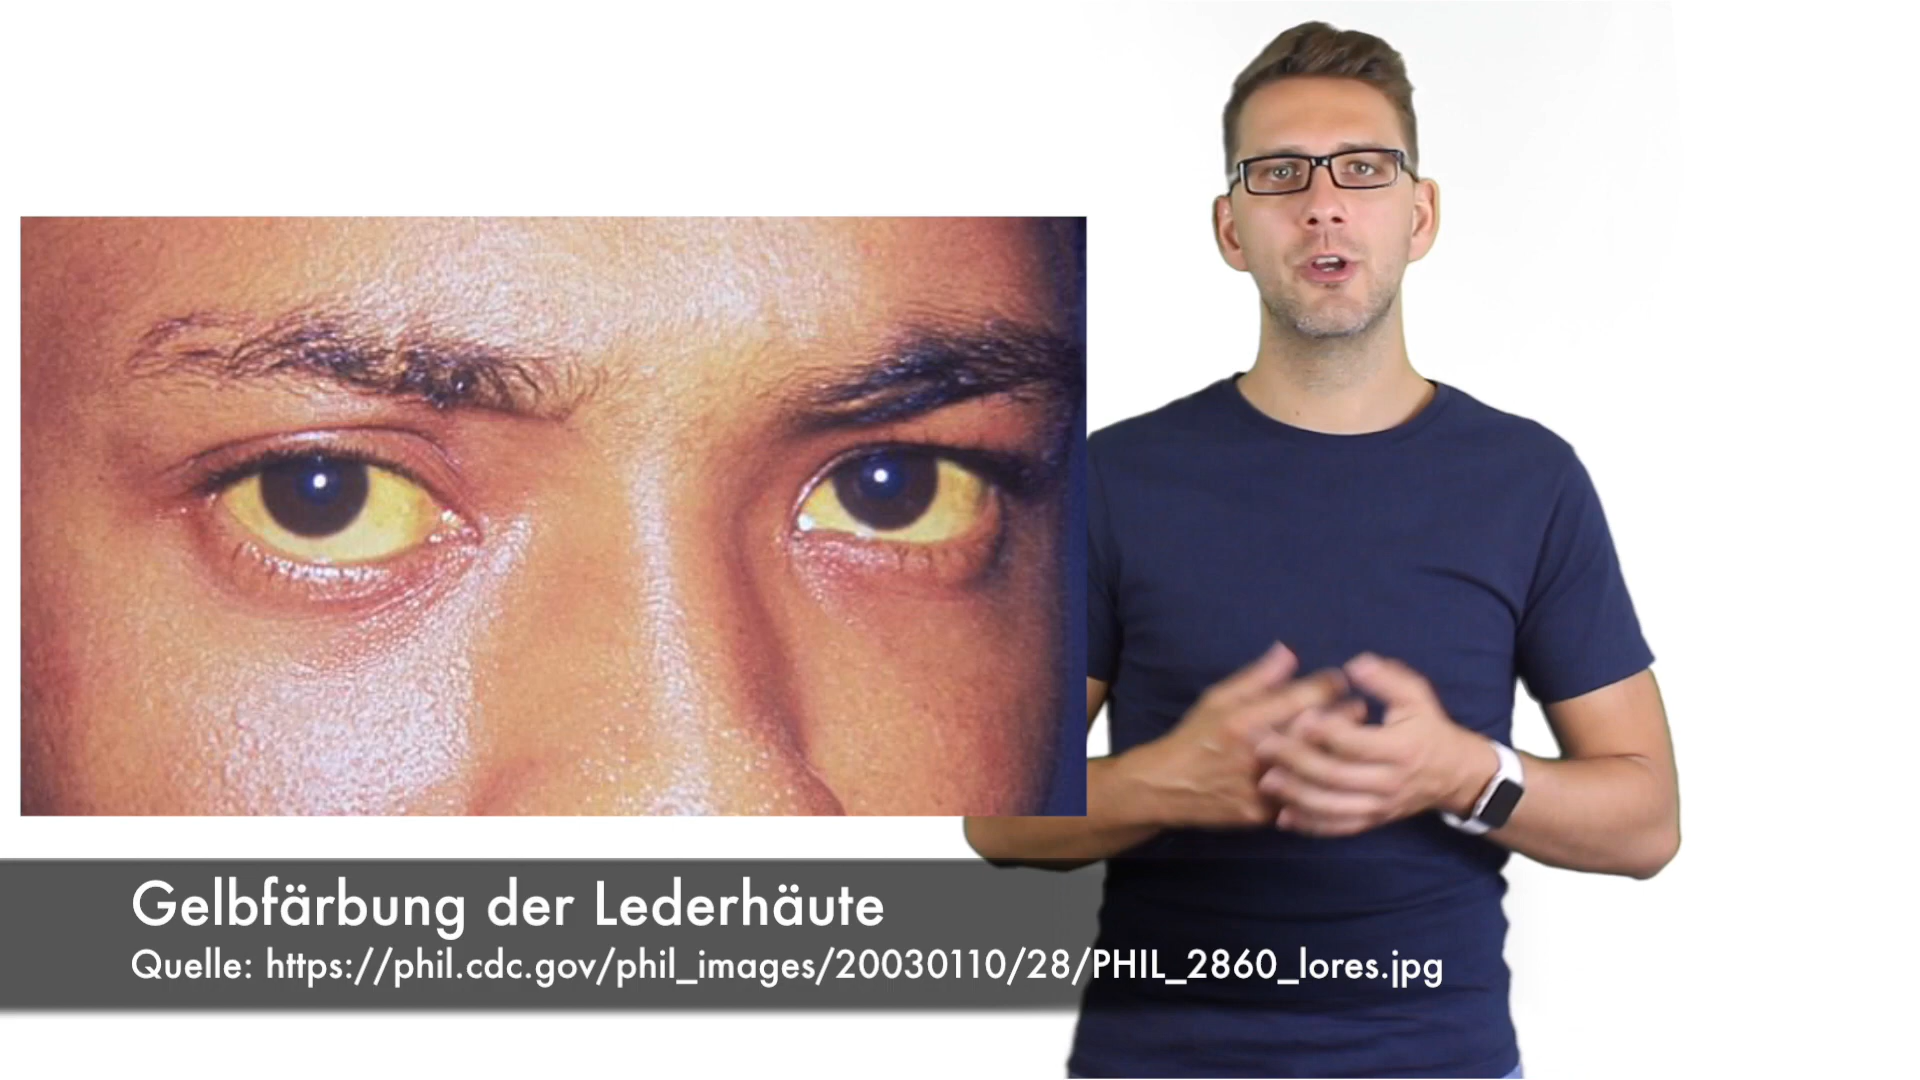 Gelbfärbung der Lederhäute
Quelle: https://phil.cdc.gov/phil_images/20030110/28/PHIL_2860_lores.jpg